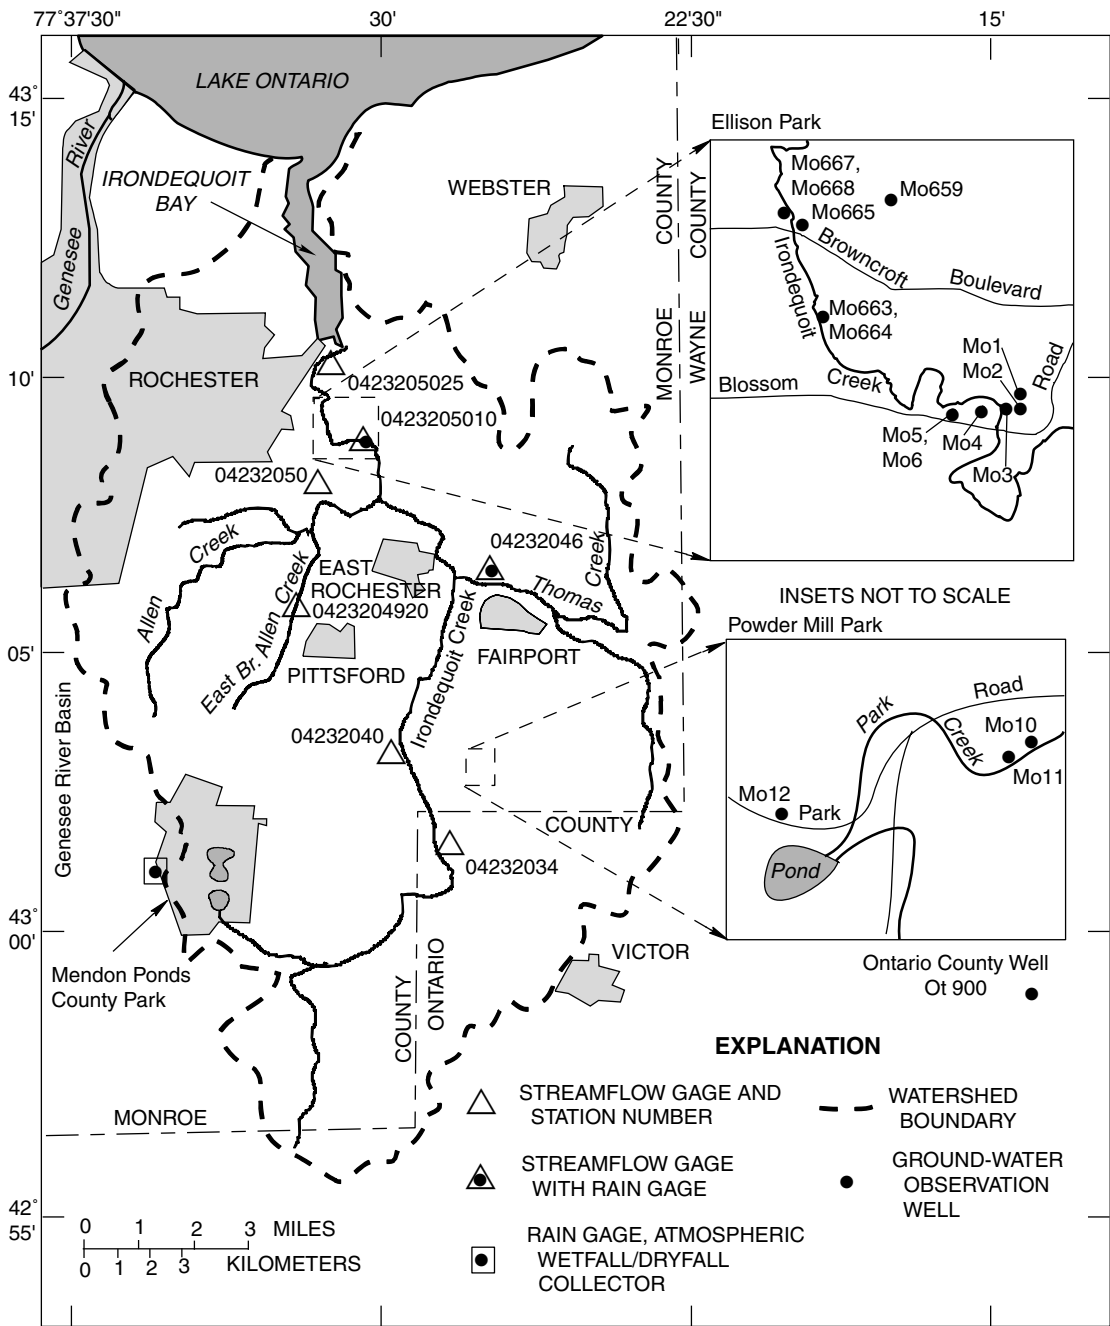 77°37'30"
30'
22'30"
15'
43°
15'
LAKE ONTARIO
River
Genesee
IRONDEQUOIT
BAY
WEBSTER
COUNTY
COUNTY
MONROE
WAYNE
Ellison Park
Mo667,
Mo668
Mo659
Mo665
Browncroft
Boulevard
Irondequoit
Creek
Mo663,
Mo664
Mo1
Mo2
Road
Blossom
Mo5,
Mo6
Mo4
Mo3
10'
ROCHESTER
0423205025
0423205010
04232050
04232046
Creek
Allen
Creek
Thomas
EAST
ROCHESTER
0423204920
East Br. Allen Creek
PITTSFORD
Irondequoit Creek
FAIRPORT
INSETS NOT TO SCALE
Powder Mill Park
05'
Genesee River Basin
04232040
Park
Creek
Road
Mo10
Mo11
Mo12
Park
Pond
COUNTY
04232034
43°
00'
Mendon Ponds
County Park
COUNTY
ONTARIO
VICTOR
Ontario County Well
Ot 900
EXPLANATION
MONROE
STREAMFLOW GAGE AND
STATION NUMBER
WATERSHED
BOUNDARY
STREAMFLOW GAGE
WITH RAIN GAGE
GROUND-WATER
OBSERVATION
WELL
RAIN GAGE, ATMOSPHERIC
WETFALL/DRYFALL
COLLECTOR
42°
55'
0 1 2 3 MILES
0 1 2 3 KILOMETERS